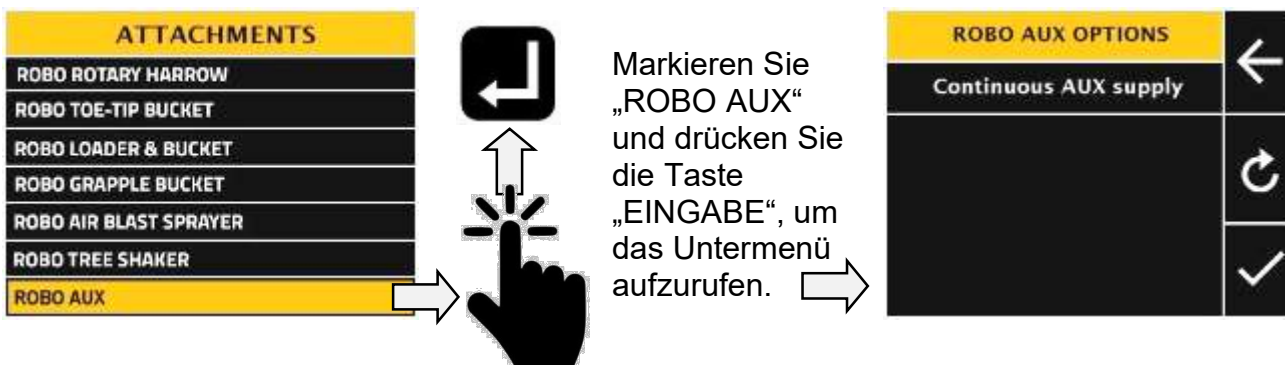 ATTACHMENTS
ROBO ROTARY HARROW
ROBO TOE-TIP BUCKET
ROBO LOADER & BUCKET
ROBO GRAPPLE BUCKET
ROBO AIR BLAST SPRAYER
ROBO TREE SHAKER
ROBO AUX
Markieren Sie
„ROBO AUX“
und drücken Sie
die Taste
„EINGABE“, um
das Untermenü
aufzurufen.
ROBO AUX OPTIONS
Continuous AUX supply